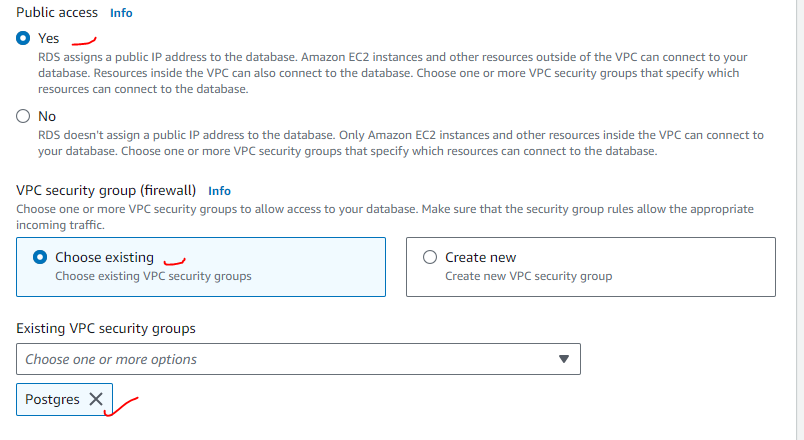 Public access Info
Yes
RDS assigns a public IP address to the database. Amazon EC2 instances and other resources outside of the VPC can connect to your
database. Resources inside the VPC can also connect to the database. Choose one or more VPC security groups that specify which
resources can connect to the database.
No
RDS doesn't assign a public IP address to the database. Only Amazon EC2 instances and other resources inside the VPC can connect to
your database. Choose one or more VPC security groups that specify which resources can connect to the database.
VPC security group (firewall) Info
Choose one or more VPC security groups to allow access to your database. Make sure that the security group rules allow the appropriate
incoming traffic.
Choose existing
Choose existing VPC security groups
Create new
Create new VPC security group
Existing VPC security groups
Choose one or more options
Postgres